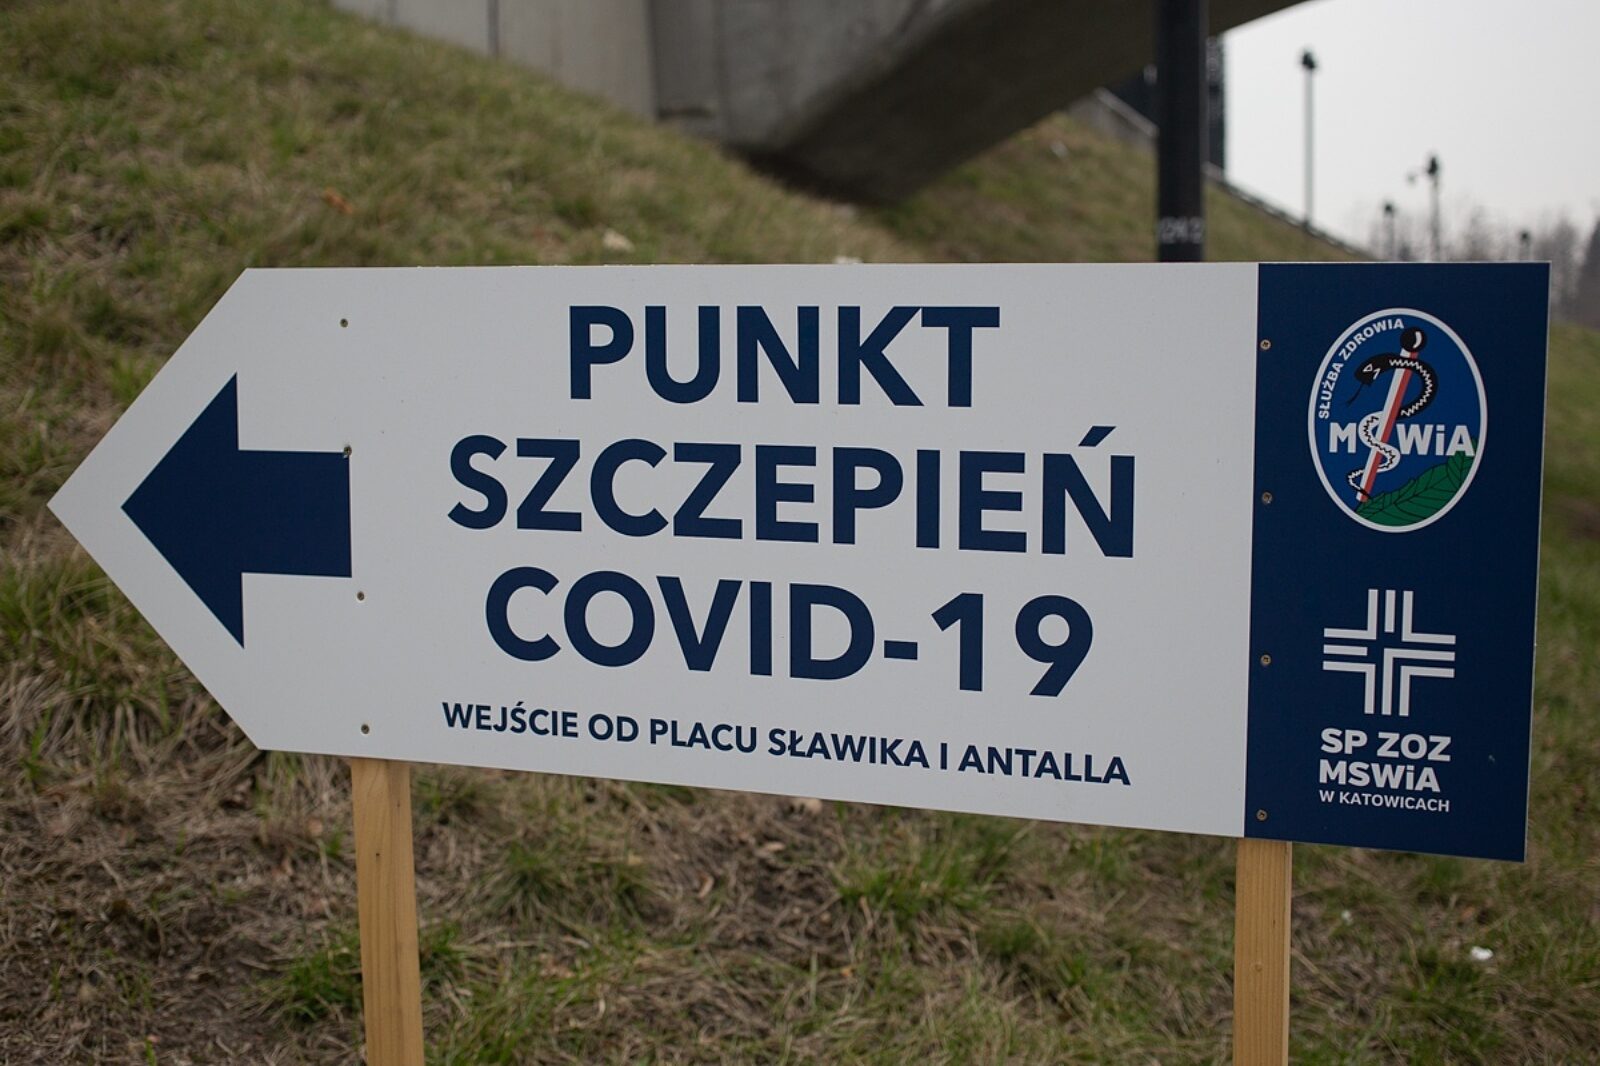 PUNKT
SZCZEPIEŃ
COVID-19
WEJŚCIE OD PLACU SŁAWIKA I ANTALLA
SŁUŻBA ZDROWIA
MSWiA
SP ZOZ
MSWiA
W KATOWICACH